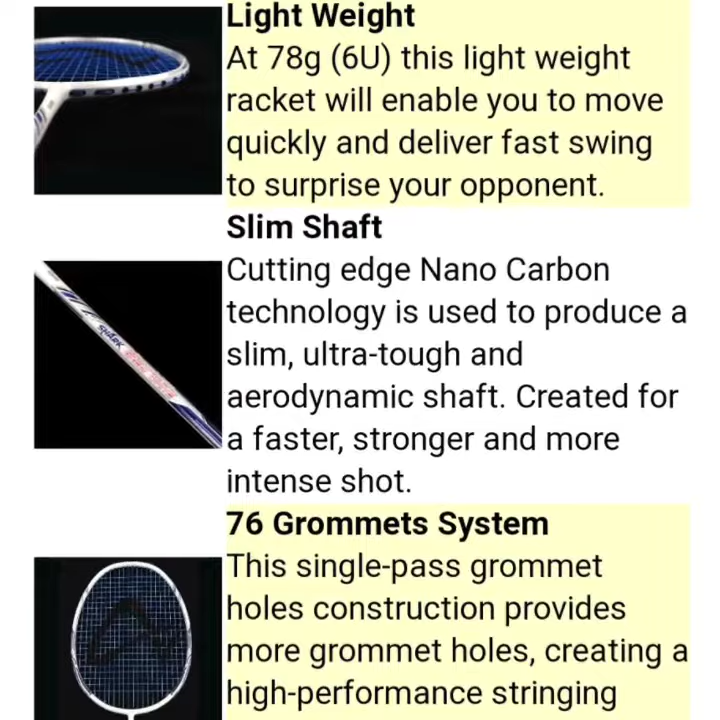 Light Weight
At 78g (6U) this light weight
racket will enable you to move
quickly and deliver fast swing
to surprise your opponent.
Slim Shaft
Cutting edge Nano Carbon
technology is used to produce a
slim, ultra-tough and
aerodynamic shaft. Created for
a faster, stronger and more
intense shot.
SHARK
76 Grommets System
This single-pass grommet
holes construction provides
more grommet holes, creating a
high-performance stringing